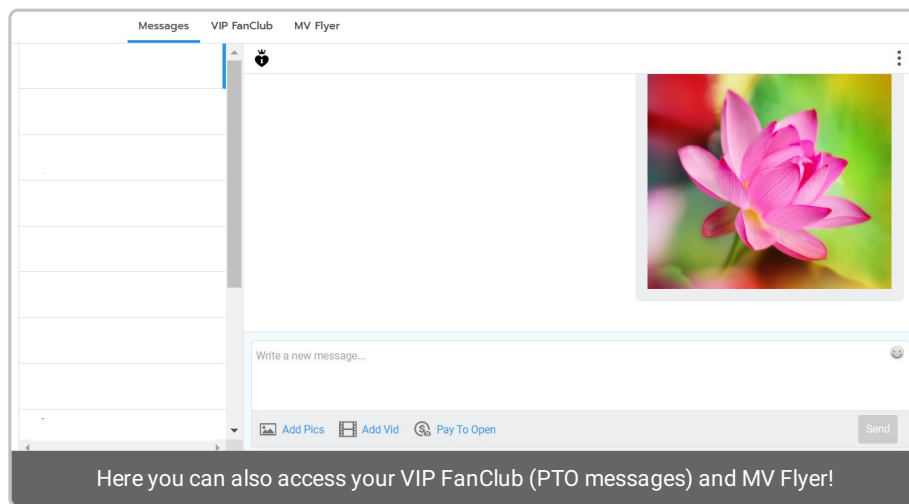 Messages VIP FanClub MV Flyer
Write a new message...
Add Pics Add Vid Pay To Open Send
Here you can also access your VIP FanClub (PTO messages) and MV Flyer!